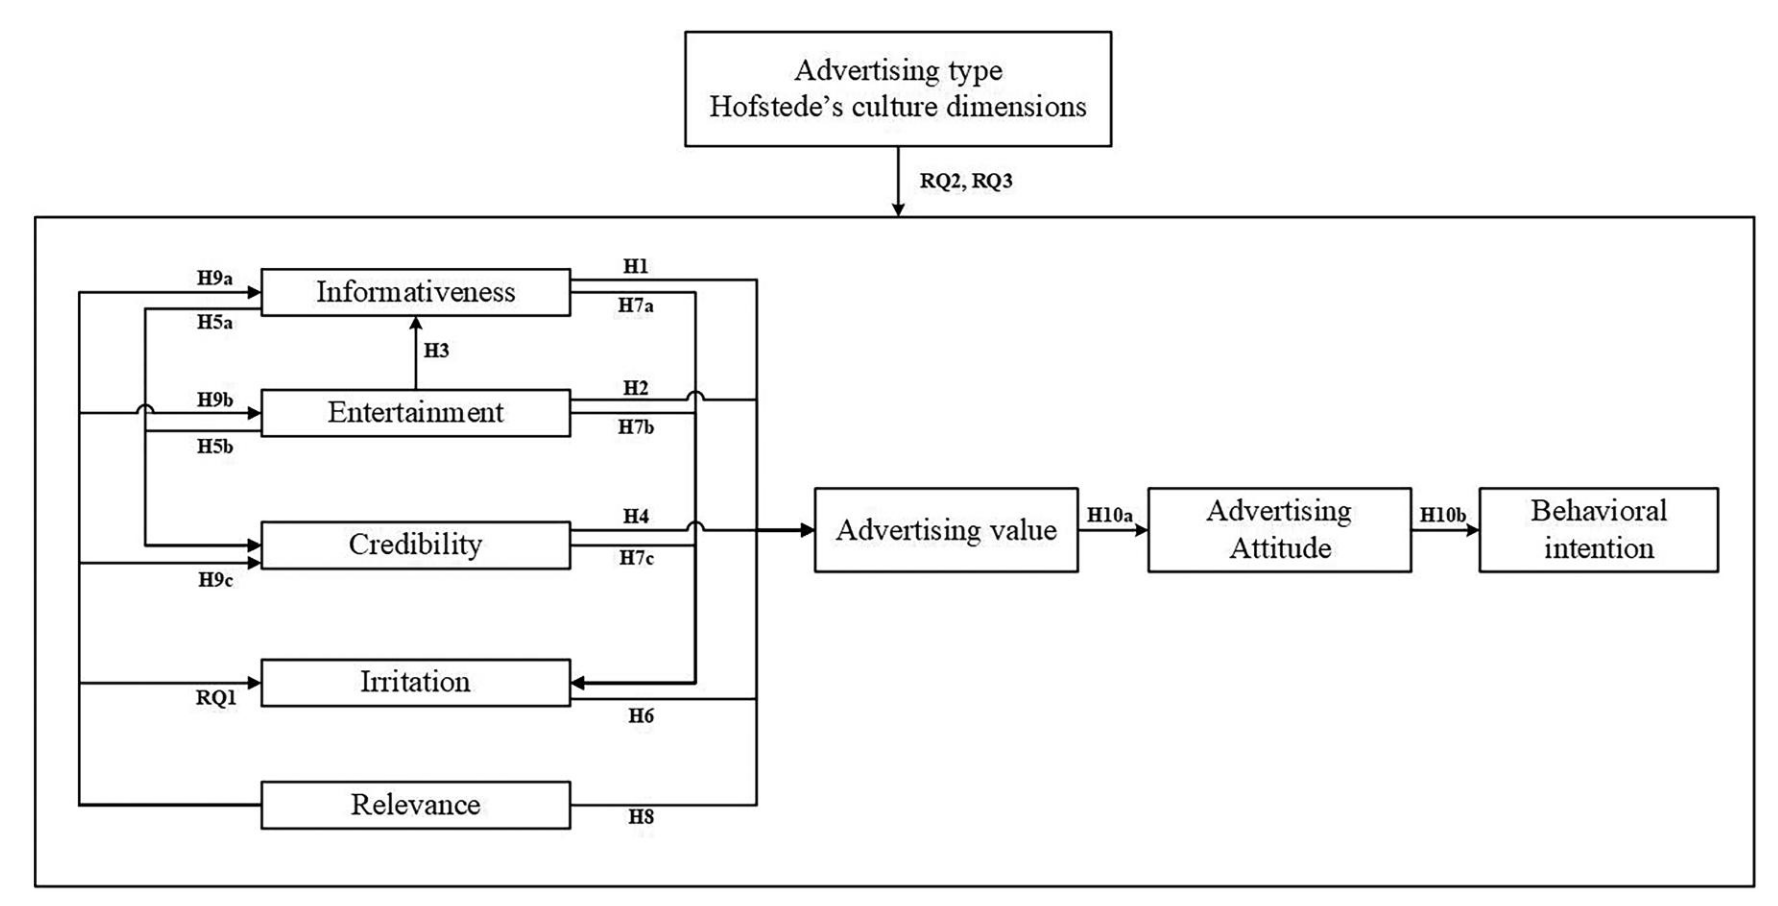 Advertising type
Hofstede’s culture dimensions
RQ2, RQ3
H9a
Informativeness
H1
H5a
H7a
H3
H9b
Entertainment
H2
H5b
H7b
Credibility
H4
H9c
H7c
Advertising value
H10a
Advertising
Attitude
H10b
Behavioral
intention
Irritation
RQ1
H6
Relevance
H8